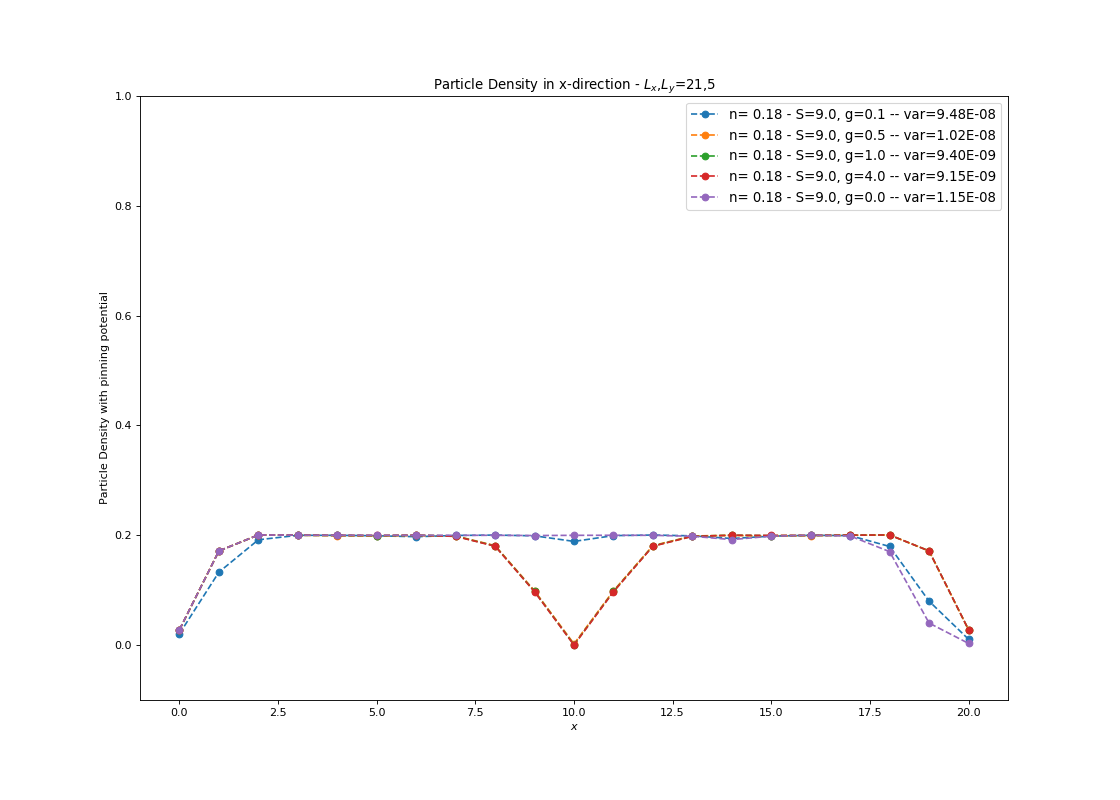 Particle Density in x-direction - Lx,Ly=21,5
1.0
0.8
0.6
0.4
0.2
0.0
Particle Density with pinning potential
n= 0.18 - S=9.0, g=0.1 -- var=9.48E-08
n= 0.18 - S=9.0, g=0.5 -- var=1.02E-08
n= 0.18 - S=9.0, g=1.0 -- var=9.40E-09
n= 0.18 - S=9.0, g=4.0 -- var=9.15E-09
n= 0.18 - S=9.0, g=0.0 -- var=1.15E-08
0.0 2.5 5.0 7.5 10.0 12.5 15.0 17.5 20.0
x